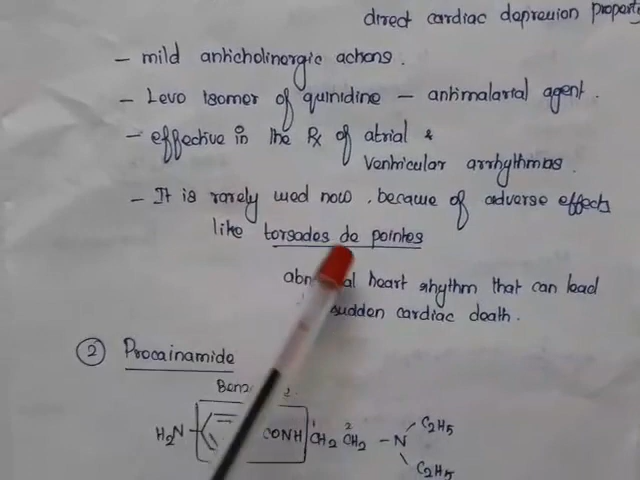 direct cardiac depression
- mild anticholinergic actions.
- Levo Isomer of quinidine - antimalarial agent.
- effective in the Rx of atrial &
ventricular arrhythmias.
- It is rarely used now, because of adverse effects
like torsades de pointes
heart rhythm that can lead
sudden cardiac death.
② Procainamide
H₂N
CONH CH₂ CH₂ - N
1 2
C₂H₅
C₂H₅